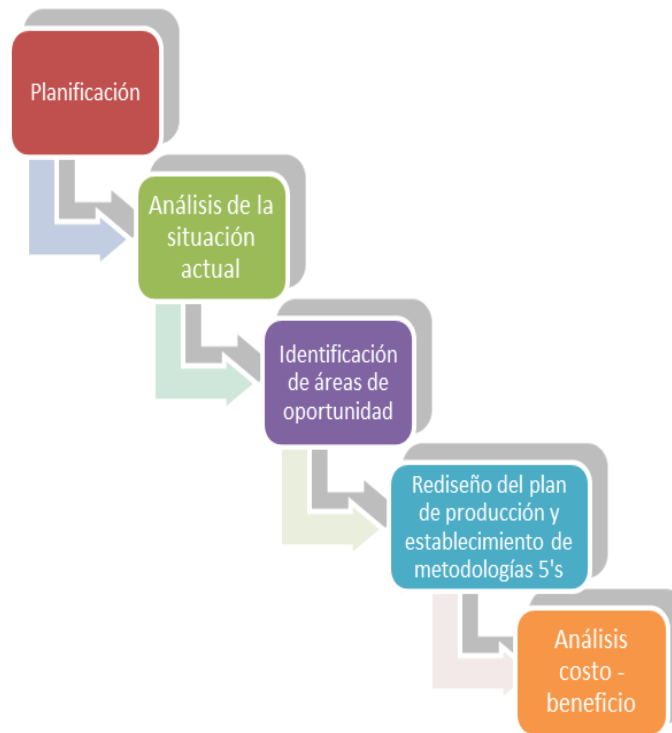 Planificación
Análisis de la
situación
actual
Identificación
de áreas de
oportunidad
Rediseño del plan
de producción y
establecimiento de
metodologías 5's
Análisis
costo -
beneficio